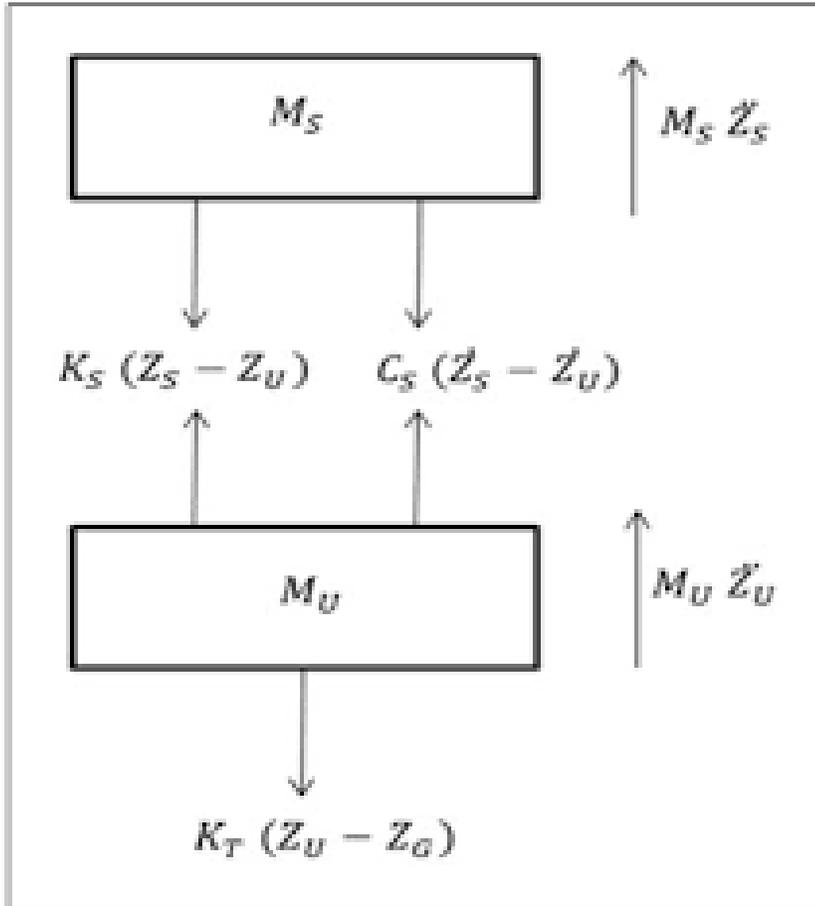 M_S
M_S Z̈_S
K_S (Z_S − Z_U) C_S (Ż_S − Ż_U)
M_U
M_U Z̈_U
K_T (Z_U − Z_G)